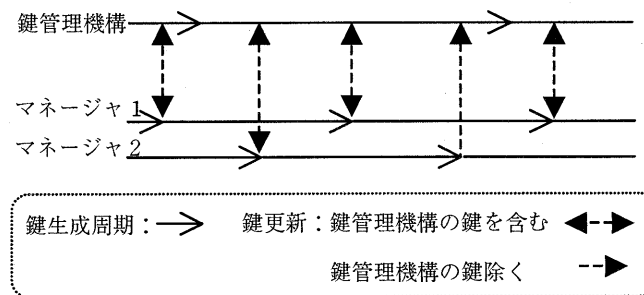 鍵管理機構
マネージャ1
マネージャ2
鍵生成周期：
鍵更新：鍵管理機構の鍵を含む
鍵管理機構の鍵除く